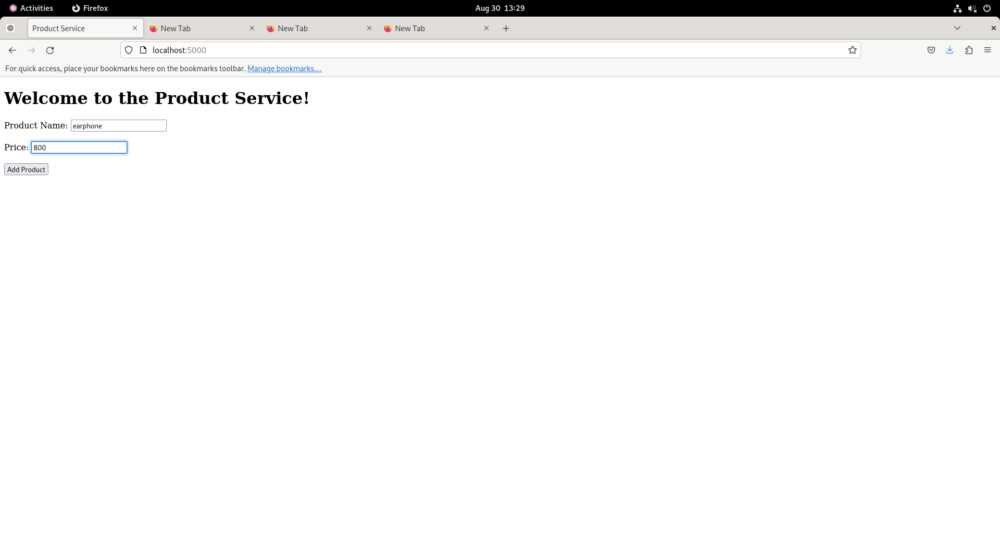 Activities Firefox Aug 30 13:29
Product Service New Tab New Tab New Tab
localhost:5000
For quick access, place your bookmarks here on the bookmarks toolbar. Manage bookmarks...
Welcome to the Product Service!
Product Name: earphone
Price: 800
Add Product